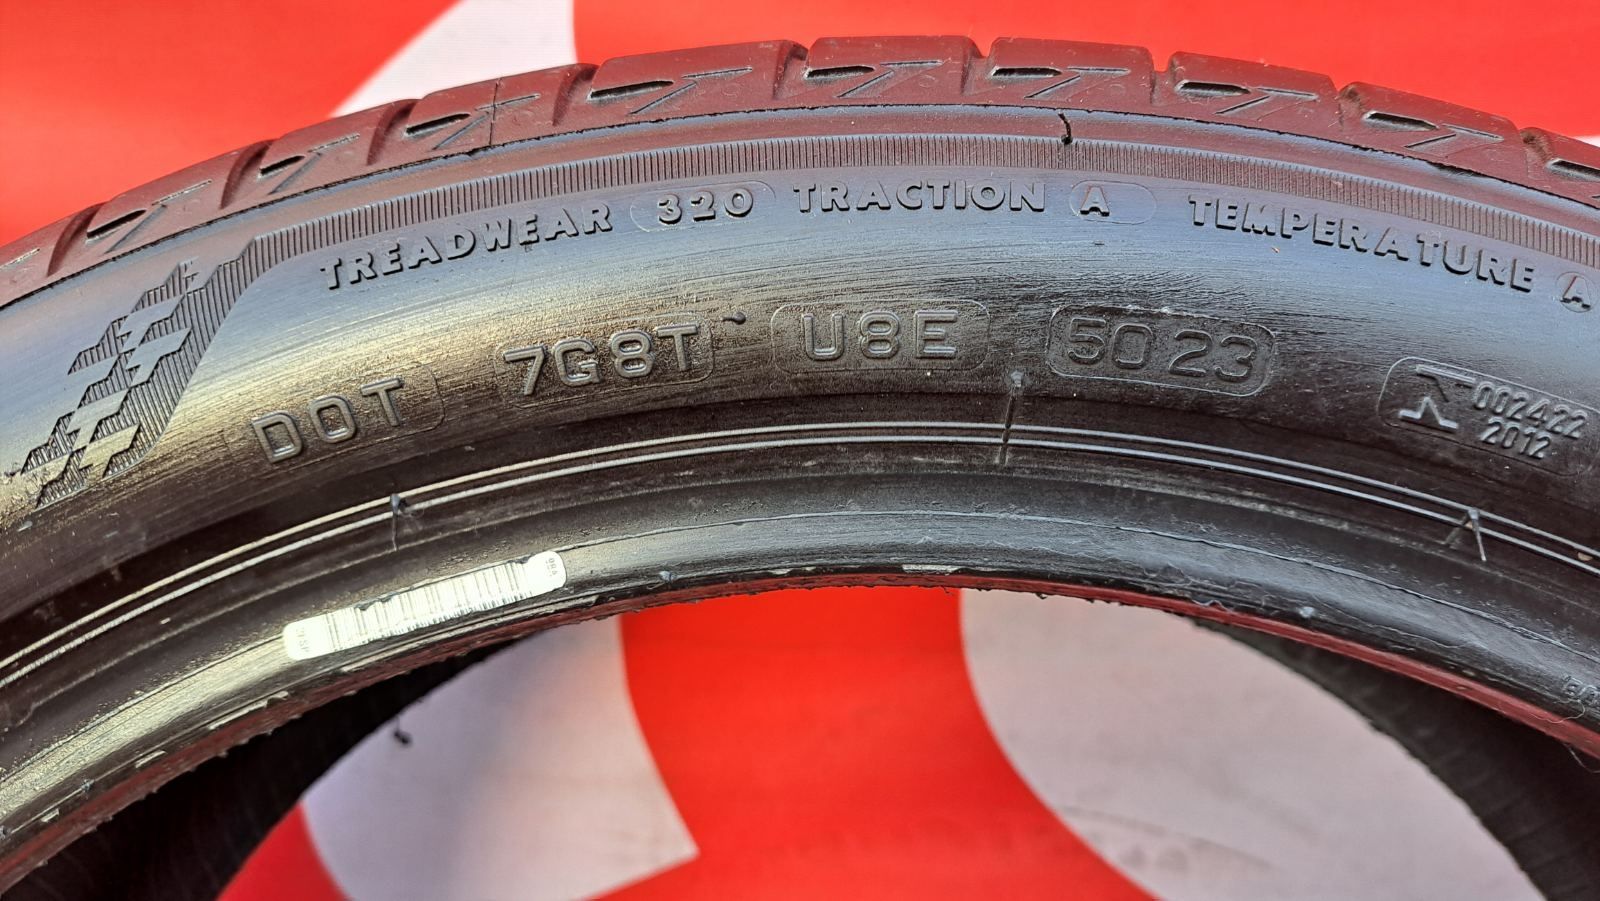 TREADWEAR 320 TRACTION A TEMPERATURE A
DOT 7G8T U8E 5023
002422
2012